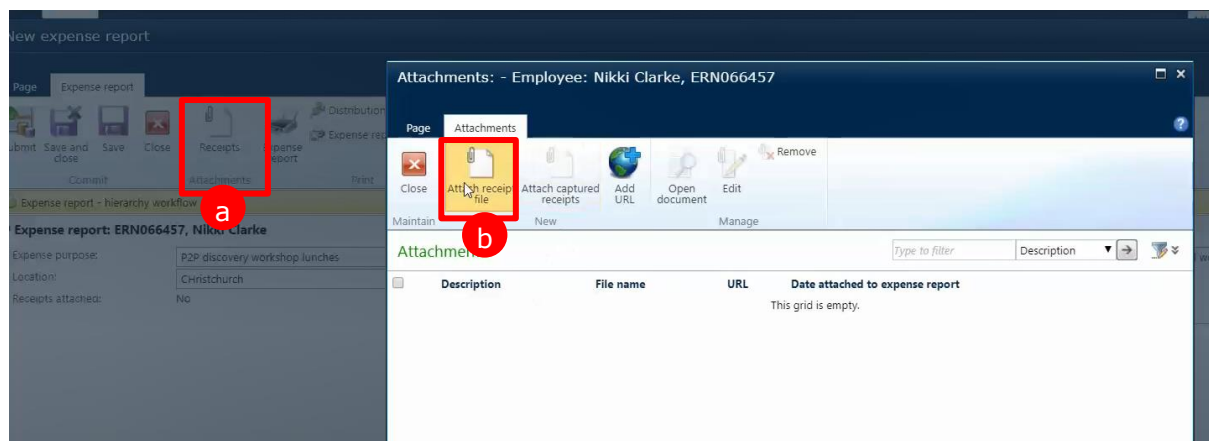 New expense report
Page Expense report
Submit Save and close Save Close Receipts Expense Report Distribution
Expense rec
Commit Attachments Print
Expense report - hierarchy workflow
a
Expense report: ERN066457, Nikki Clarke
Expense purpose: P2P discovery workshop lunches
Location: CHristchurch
Receipts attached: No
Attachments: - Employee: Nikki Clarke, ERN066457
Page Attachments
Close Attach receipt file Attach captured receipts Add URL Open document Edit Remove
Maintain New Manage
b
Attachmen Type to filter Description
Description File name URL Date attached to expense report
This grid is empty.